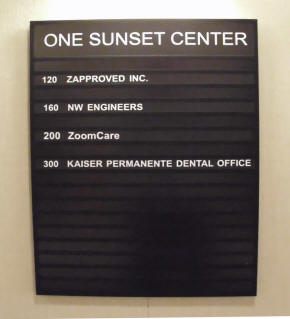 ONE SUNSET CENTER
120 ZAPPROVED INC.
160 NW ENGINEERS
200 ZoomCare
300 KAISER PERMANENTE DENTAL OFFICE